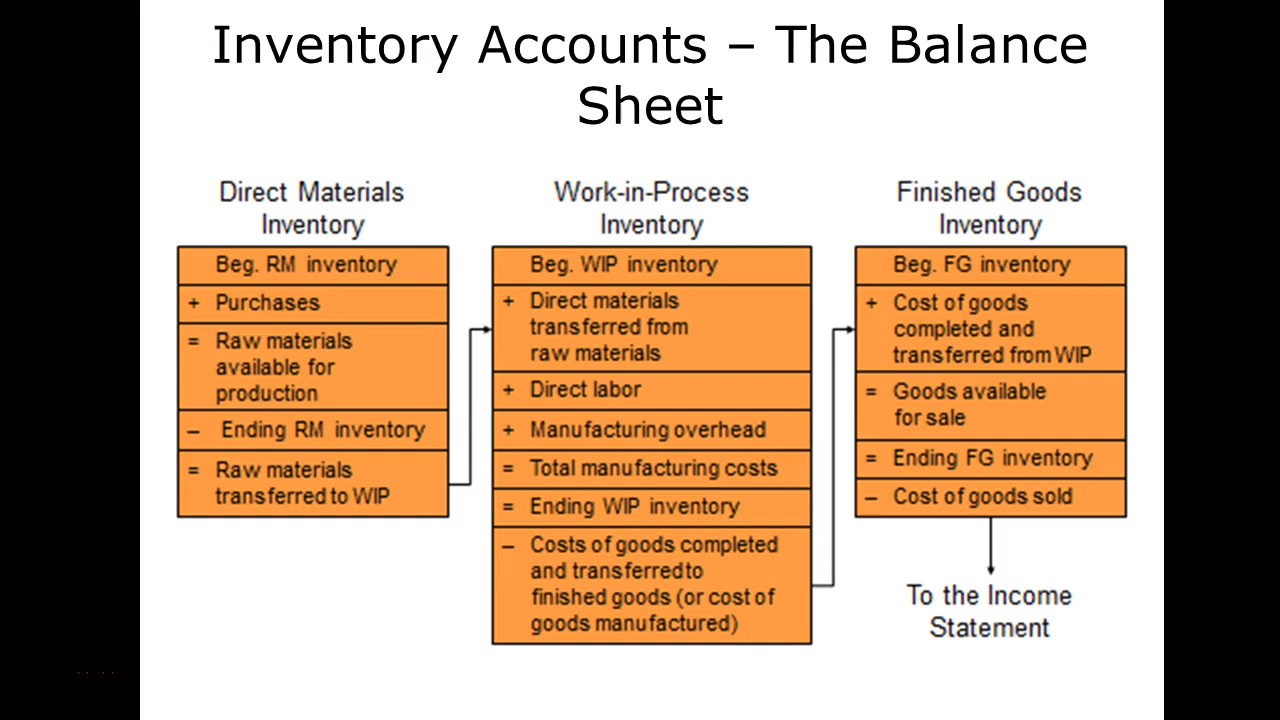 Inventory Accounts – The Balance
Sheet
Direct Materials
Inventory
Beg. RM inventory
+ Purchases
= Raw materials
available for
production
– Ending RM inventory
= Raw materials
transferred to WIP
Work-in-Process
Inventory
Beg. WIP inventory
+ Direct materials
transferred from
raw materials
+ Direct labor
+ Manufacturing overhead
= Total manufacturing costs
= Ending WIP inventory
– Costs of goods completed
and transferred to
finished goods (or cost of
goods manufactured)
Finished Goods
Inventory
Beg. FG inventory
+ Cost of goods
completed and
transferred from WIP
= Goods available
for sale
= Ending FG inventory
– Cost of goods sold
To the Income
Statement